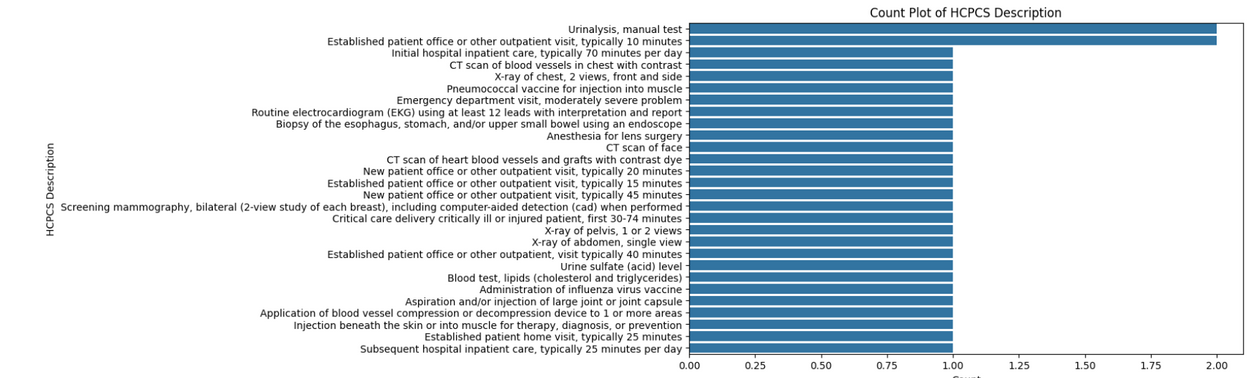 Count Plot of HCPCS Description
Urinalysis, manual test
Established patient office or other outpatient visit, typically 10 minutes
Initial hospital inpatient care, typically 70 minutes per day
CT scan of blood vessels in chest with contrast
X-ray of chest, 2 views, front and side
Pneumococcal vaccine for injection into muscle
Emergency department visit, moderately severe problem
Routine electrocardiogram (EKG) using at least 12 leads with interpretation and report
Biopsy of the esophagus, stomach, and/or upper small bowel using an endoscope
Anesthesia for lens surgery
CT scan of face
CT scan of heart blood vessels and grafts with contrast dye
New patient office or other outpatient visit, typically 20 minutes
Established patient office or other outpatient visit, typically 15 minutes
New patient office or other outpatient visit, typically 45 minutes
Screening mammography, bilateral (2-view study of each breast), including computer-aided detection (cad) when performed
Critical care delivery critically ill or injured patient, first 30-74 minutes
X-ray of pelvis, 1 or 2 views
X-ray of abdomen, single view
Established patient office or other outpatient, visit typically 40 minutes
Urine sulfate (acid) level
Blood test, lipids (cholesterol and triglycerides)
Administration of influenza virus vaccine
Aspiration and/or injection of large joint or joint capsule
Application of blood vessel compression or decompression device to 1 or more areas
Injection beneath the skin or into muscle for therapy, diagnosis, or prevention
Established patient home visit, typically 25 minutes
Subsequent hospital inpatient care, typically 25 minutes per day
HCPCS Description
0.00 0.25 0.50 0.75 1.00 1.25 1.50 1.75 2.00